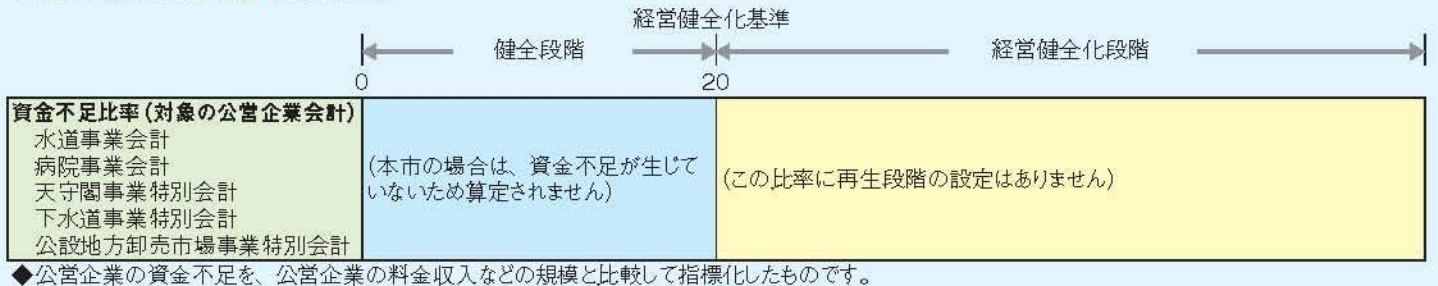 経営健全化基準
健全段階
経営健全化段階
0
20
資金不足比率(対象の公営企業会計)
水道事業会計
病院事業会計
天守閣事業特別会計
下水道事業特別会計
公設地方卸売市場事業特別会計
(本市の場合は、資金不足が生じて
いないため算定されません)
(この比率に再生段階の設定はありません)
◆公営企業の資金不足を、公営企業の料金収入などの規模と比較して指標化したものです。